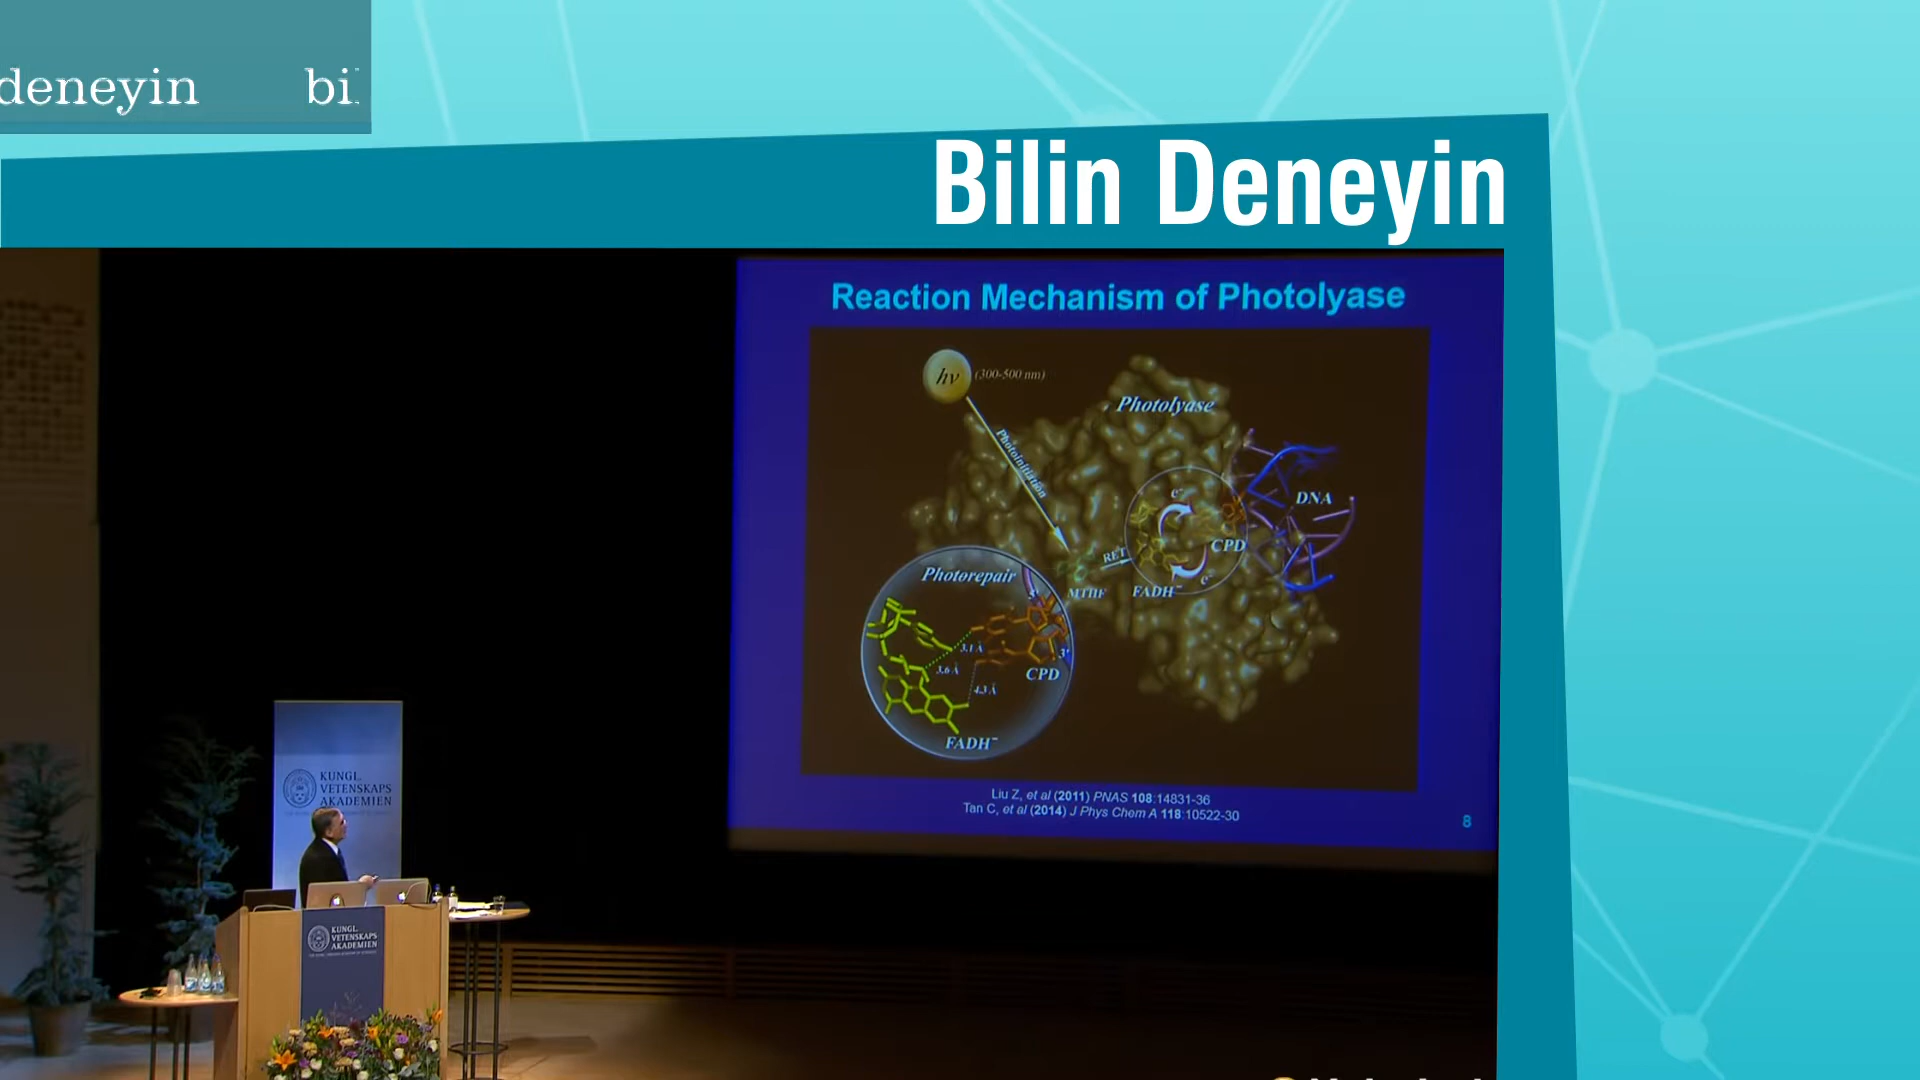 deneyin bi
Bilin Deneyin
Reaction Mechanism of Photolyase
hν (300-500 nm)
Photolyase
Photoinitiation
e⁻
DNA
CPD
RET
e⁻
MTHF FADH⁻
Photorepair
5'
3.1 Å
3'
3.6 Å
CPD
4.3 Å
FADH⁻
Liu Z, et al (2011) PNAS 108:14831-36
Tan C, et al (2014) J Phys Chem A 118:10522-30
8
KUNGL.
VETENSKAPS
AKADEMIEN
KUNGL.
VETENSKAPS
AKADEMIEN